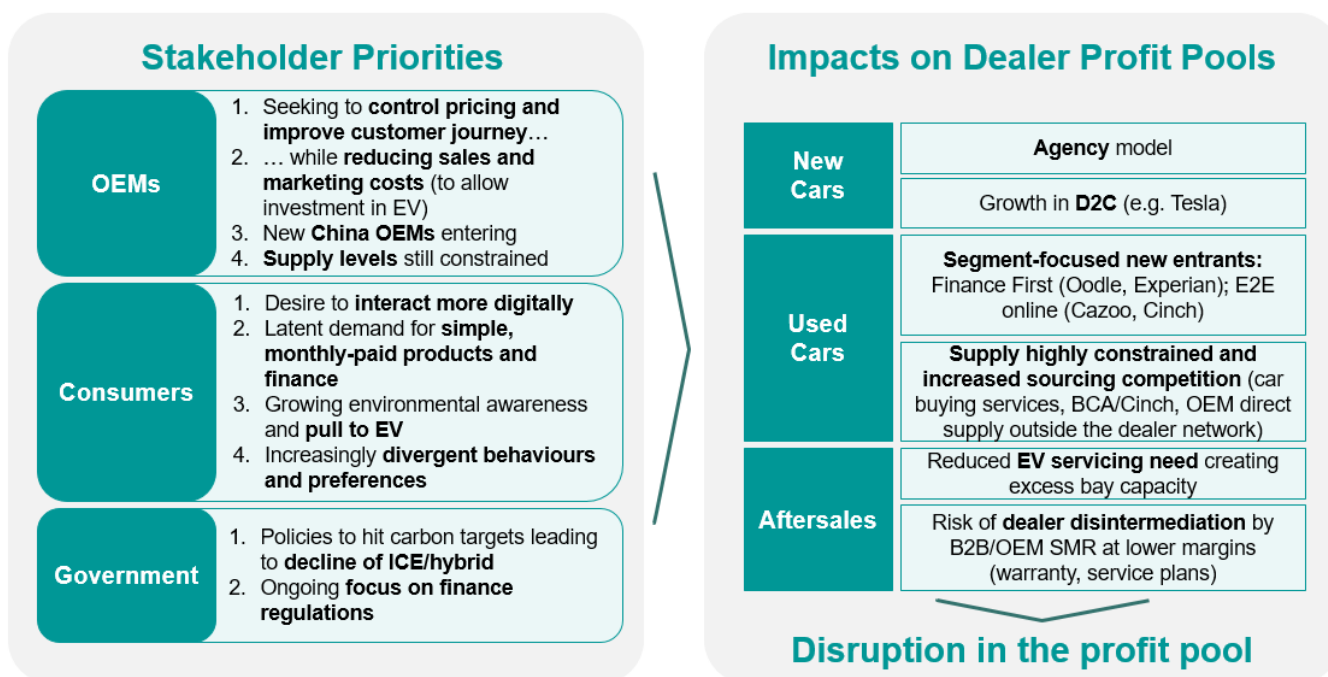 Stakeholder Priorities
OEMs
1. Seeking to control pricing and
improve customer journey…
2. … while reducing sales and
marketing costs (to allow
investment in EV)
3. New China OEMs entering
4. Supply levels still constrained
Consumers
1. Desire to interact more digitally
2. Latent demand for simple,
monthly-paid products and
finance
3. Growing environmental awareness
and pull to EV
4. Increasingly divergent behaviours
and preferences
Government
1. Policies to hit carbon targets leading
to decline of ICE/hybrid
2. Ongoing focus on finance
regulations
Impacts on Dealer Profit Pools
New
Cars
Agency model
Growth in D2C (e.g. Tesla)
Used
Cars
Segment-focused new entrants:
Finance First (Oodle, Experian); E2E
online (Cazoo, Cinch)
Supply highly constrained and
increased sourcing competition (car
buying services, BCA/Cinch, OEM direct
supply outside the dealer network)
Aftersales
Reduced EV servicing need creating
excess bay capacity
Risk of dealer disintermediation by
B2B/OEM SMR at lower margins
(warranty, service plans)
Disruption in the profit pool